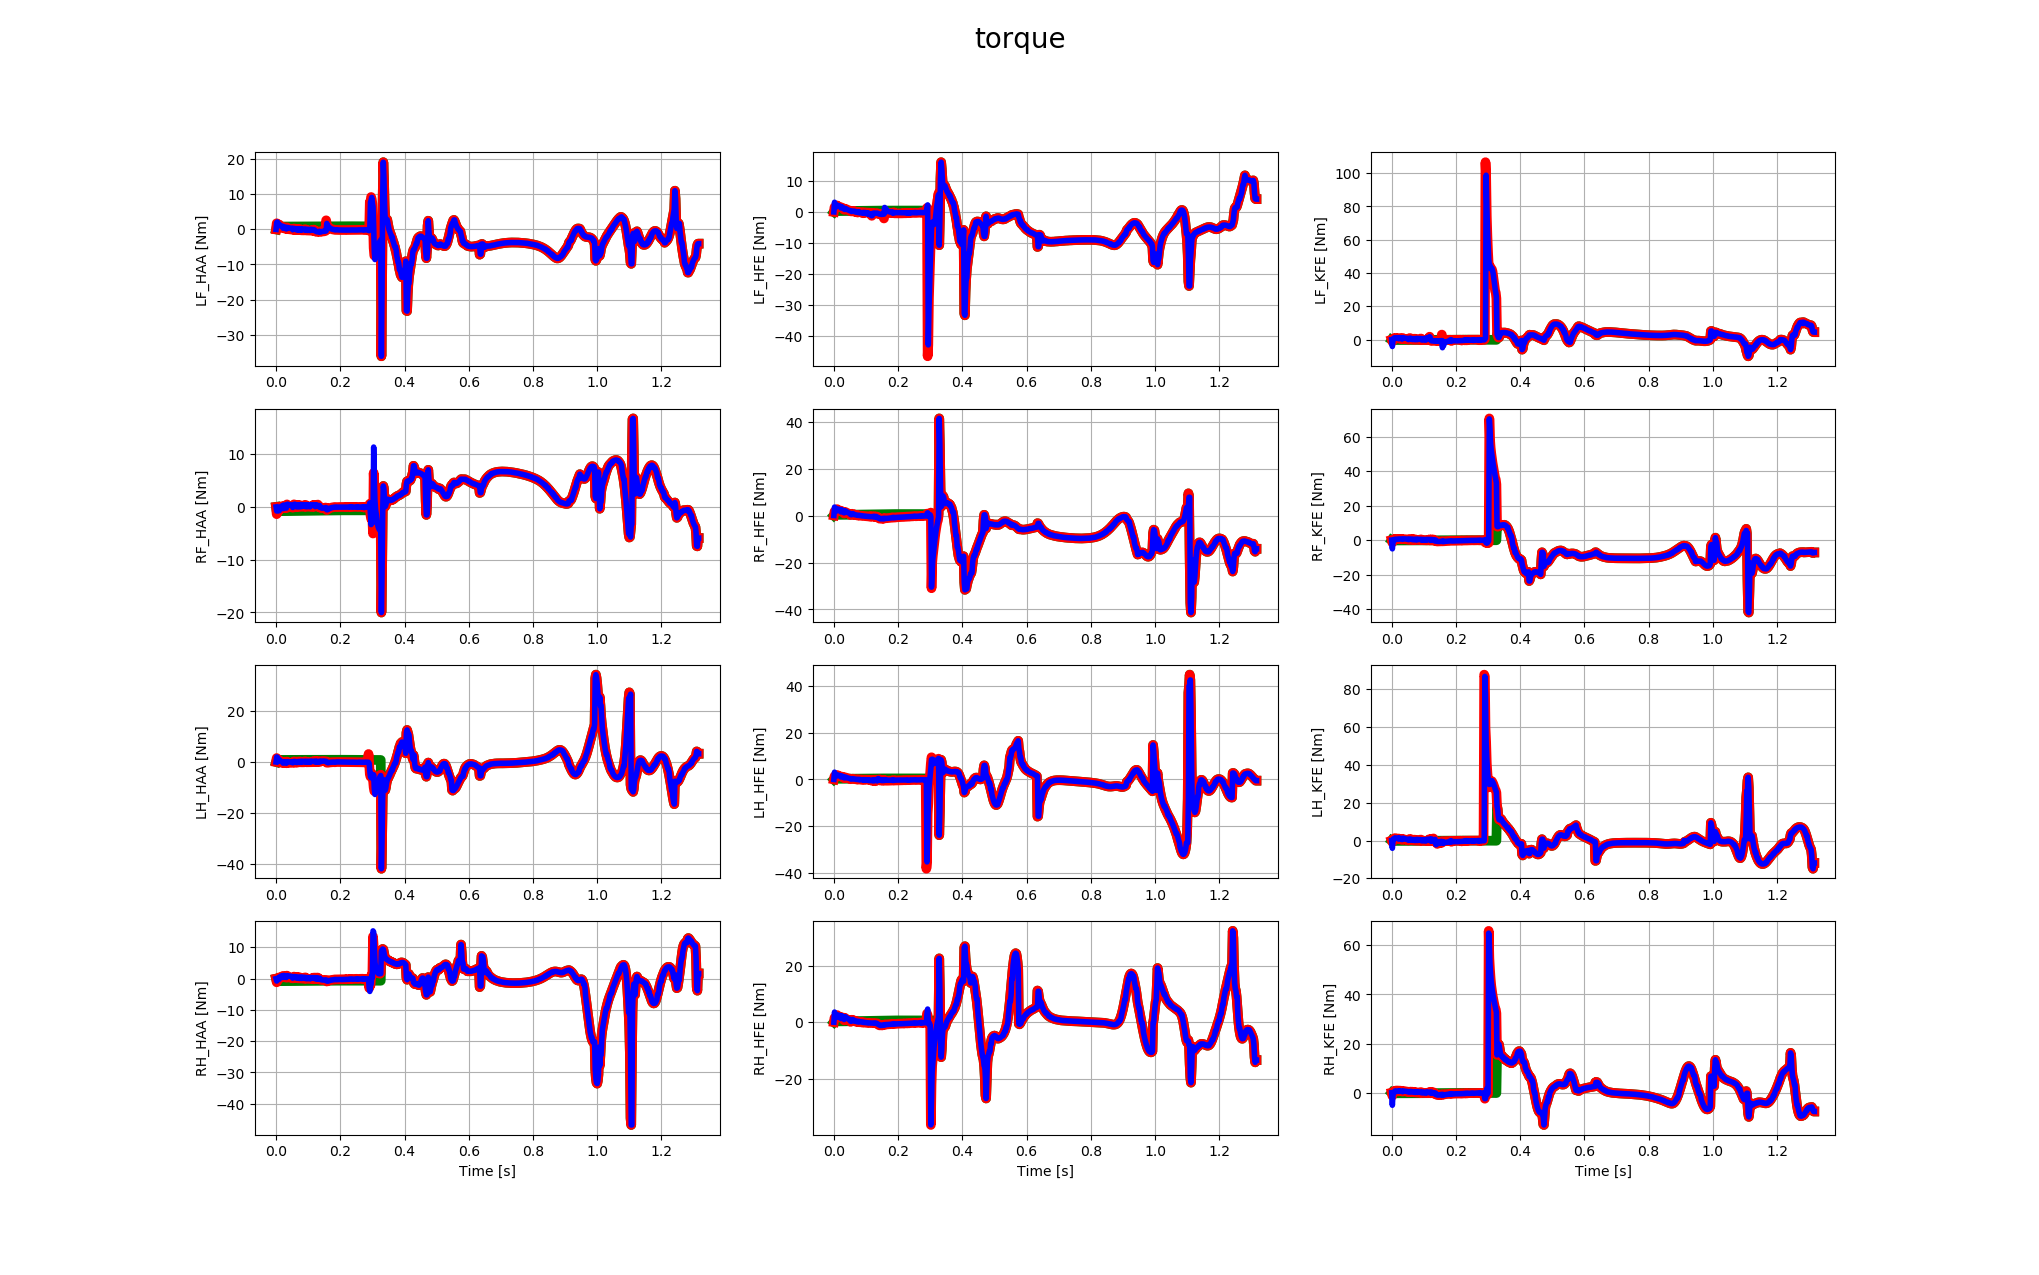 torque
LF_HAA [Nm]
20
10
0
−10
−20
−30
0.0 0.2 0.4 0.6 0.8 1.0 1.2
LF_HFE [Nm]
10
0
−10
−20
−30
−40
0.0 0.2 0.4 0.6 0.8 1.0 1.2
LF_KFE [Nm]
100
80
60
40
20
0
0.0 0.2 0.4 0.6 0.8 1.0 1.2
RF_HAA [Nm]
10
0
−10
−20
0.0 0.2 0.4 0.6 0.8 1.0 1.2
RF_HFE [Nm]
40
20
0
−20
−40
0.0 0.2 0.4 0.6 0.8 1.0 1.2
RF_KFE [Nm]
60
40
20
0
−20
−40
0.0 0.2 0.4 0.6 0.8 1.0 1.2
LH_HAA [Nm]
20
0
−20
−40
0.0 0.2 0.4 0.6 0.8 1.0 1.2
LH_HFE [Nm]
40
20
0
−20
−40
0.0 0.2 0.4 0.6 0.8 1.0 1.2
LH_KFE [Nm]
80
60
40
20
0
−20
0.0 0.2 0.4 0.6 0.8 1.0 1.2
RH_HAA [Nm]
10
0
−10
−20
−30
−40
0.0 0.2 0.4 0.6 0.8 1.0 1.2
Time [s]
RH_HFE [Nm]
20
0
−20
0.0 0.2 0.4 0.6 0.8 1.0 1.2
Time [s]
RH_KFE [Nm]
60
40
20
0
0.0 0.2 0.4 0.6 0.8 1.0 1.2
Time [s]